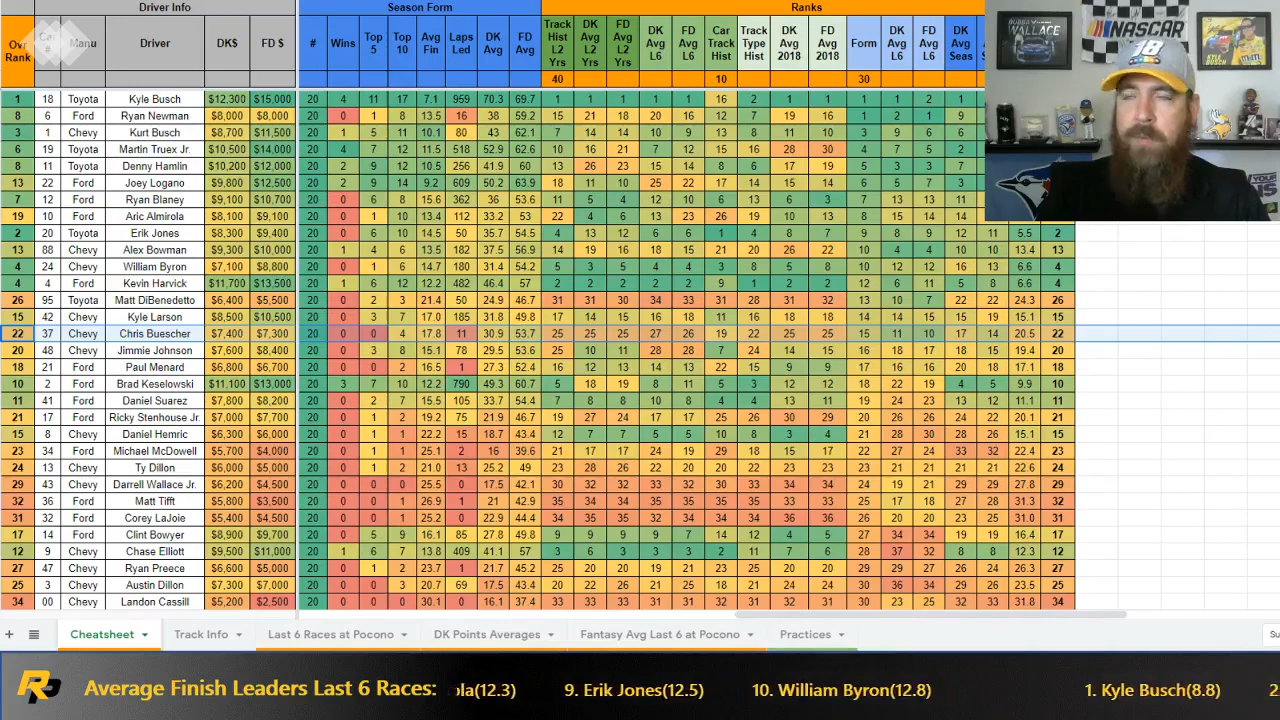 Driver Info Season Form Ranks
Ovr Rank Car # Manu Driver DK$ FD $ # Wins Top 5 Top 10 Avg Fin Laps Led DK Avg FD Avg Track Hist L2 Yrs DK Avg L2 Yrs FD Avg L2 Yrs DK Avg L6 FD Avg L6 Car Track Hist Track Type Hist DK Avg 2018 FD Avg 2018 Form DK Avg L6 FD Avg L6 DK Avg Seas
40 10 30
1 18 Toyota Kyle Busch $12,300 $15,000 20 4 11 17 7.1 959 70.3 69.7 1 1 1 1 1 16 2 1 1 1 1 2 1
8 6 Ford Ryan Newman $8,000 $8,000 20 0 1 8 13.5 16 38 59.2 15 21 18 20 16 12 7 19 16 1 2 1 9
3 1 Chevy Kurt Busch $8,700 $11,500 20 1 5 11 10.1 80 43 62.1 7 14 14 10 9 13 8 11 10 3 9 6 6
6 19 Toyota Martin Truex Jr. $10,500 $14,000 20 4 7 12 11.5 518 52.9 62.6 10 16 21 7 12 15 16 28 30 4 7 5 2
8 11 Toyota Denny Hamlin $10,200 $12,000 20 2 9 12 10.5 256 41.9 60 13 26 23 15 14 8 6 17 19 5 3 3 7
13 22 Ford Joey Logano $9,800 $12,500 20 2 9 14 9.2 609 50.2 63.9 18 11 10 25 22 17 14 15 14 6 5 7 3
7 12 Ford Ryan Blaney $9,100 $10,700 20 0 6 8 15.6 362 36 53.6 11 5 4 12 10 6 13 6 3 7 13 13 11
19 10 Ford Aric Almirola $8,100 $9,100 20 0 1 10 13.4 112 33.2 53 22 4 6 13 23 26 19 10 13 8 15 14 14
2 20 Toyota Erik Jones $8,300 $9,400 20 0 6 10 14.5 50 35.7 54.5 4 13 12 6 6 1 4 8 7 9 8 8 12 11 5.5 2
13 88 Chevy Alex Bowman $9,300 $10,000 20 1 4 6 13.5 182 37.5 56.9 14 19 16 18 15 21 20 26 22 10 4 4 10 10 13.4 13
4 24 Chevy William Byron $7,100 $8,800 20 0 1 6 14.7 180 31.4 54.2 5 3 5 4 4 3 5 8 5 8 10 12 12 16 13 6.6 4
4 4 Chevy Kevin Harvick $11,700 $13,500 20 1 6 12 12.2 482 46.4 57 2 2 2 2 2 9 1 2 2 12 6 11 5 8 6.6 4
26 95 Toyota Matt DiBenedetto $6,400 $5,500 20 0 2 3 21.4 50 24.9 46.7 31 31 30 34 33 31 28 31 32 13 10 7 22 22 24.3 26
15 42 Chevy Kyle Larson $8,500 $10,500 20 0 4 7 17.0 185 31.8 49.8 17 14 15 16 18 11 10 16 18 14 14 15 15 19 15.1 15
22 37 Chevy Chris Buescher $7,400 $7,300 20 0 0 4 17.8 11 30.9 53.7 25 25 25 27 26 19 22 25 25 15 11 10 17 14 20.5 22
20 48 Chevy Jimmie Johnson $7,600 $8,400 20 0 3 8 15.1 78 29.5 53.6 25 10 11 28 28 7 24 14 15 16 18 17 18 15 19.4 20
18 21 Ford Paul Menard $6,800 $6,700 20 0 0 2 16.5 1 27.3 52.4 16 12 13 14 13 22 15 9 9 17 16 16 20 18 17.1 18
10 2 Ford Brad Keselowski $11,100 $13,000 20 3 7 10 12.2 790 49.3 60.7 5 18 19 8 11 5 3 12 12 18 22 19 4 5 9.9 10
11 41 Ford Daniel Suarez $7,800 $8,200 20 0 2 7 15.5 105 33.7 54.4 7 8 8 10 8 4 4 13 11 19 24 23 13 12 11.1 11
21 17 Ford Ricky Stenhouse Jr. $7,000 $7,700 20 0 1 2 19.2 75 21.9 46.7 19 27 24 17 17 25 26 30 29 20 26 26 24 22 20.1 21
15 8 Chevy Daniel Hemric $6,300 $6,000 20 0 1 1 22.2 15 18.7 43.4 12 7 7 5 5 10 8 3 4 21 28 30 28 26 15.1 15
23 34 Ford Michael McDowell $5,700 $4,000 20 0 1 1 25.1 2 16 39.6 21 17 17 24 19 29 23 18 17 23 27 27 33 32 22.4 23
24 13 Chevy Ty Dillon $6,000 $5,000 20 0 1 2 21.0 13 25.2 49 23 28 26 22 20 20 22 23 23 23 21 21 21 21 22.6 24
29 43 Chevy Darrell Wallace Jr. $6,200 $4,500 20 0 0 0 25.5 0 17.5 42.1 32 32 32 30 30 30 35 33 34 24 19 21 29 29 27.8 29
32 36 Ford Matt Tifft $5,800 $3,500 20 0 0 1 26.9 1 21 42.9 35 34 34 35 35 35 35 33 33 25 17 18 27 28 31.3 32
31 32 Ford Corey LaJoie $5,400 $4,500 20 0 0 1 25.2 0 22.9 44.4 34 35 35 32 34 34 34 36 36 26 20 20 23 25 31.0 31
17 14 Ford Clint Bowyer $8,900 $9,700 20 0 5 9 16.1 85 27.8 49.8 9 9 9 9 7 14 12 4 5 27 34 34 19 19 16.4 17
12 9 Chevy Chase Elliott $9,500 $11,000 20 1 6 7 13.8 409 41.1 57 3 6 3 3 3 2 11 7 6 28 37 32 8 8 12.3 12
27 47 Chevy Ryan Preece $6,600 $5,000 20 0 1 2 23.7 1 21.7 45.2 24 20 20 19 21 23 25 20 20 29 29 27 26 24 26.3 27
25 3 Chevy Austin Dillon $7,300 $7,000 20 0 0 3 20.7 69 17.5 43.4 20 22 26 21 25 18 21 24 24 30 36 34 29 26 23.5 25
34 00 Chevy Landon Cassill $5,200 $2,500 20 0 0 0 30.1 0 16.1 37.4 33 33 33 31 31 32 31 32 31 30 23 25 32 33 31.8 34
Cheatsheet Track Info Last 6 Races at Pocono DK Points Averages Fantasy Avg Last 6 at Pocono Practices Su
RP Average Finish Leaders Last 6 Races: ola(12.3) 9. Erik Jones(12.5) 10. William Byron(12.8) 1. Kyle Busch(8.8) 2
BUBBA WALLACE
NASCAR
KYLE BUSCH
18